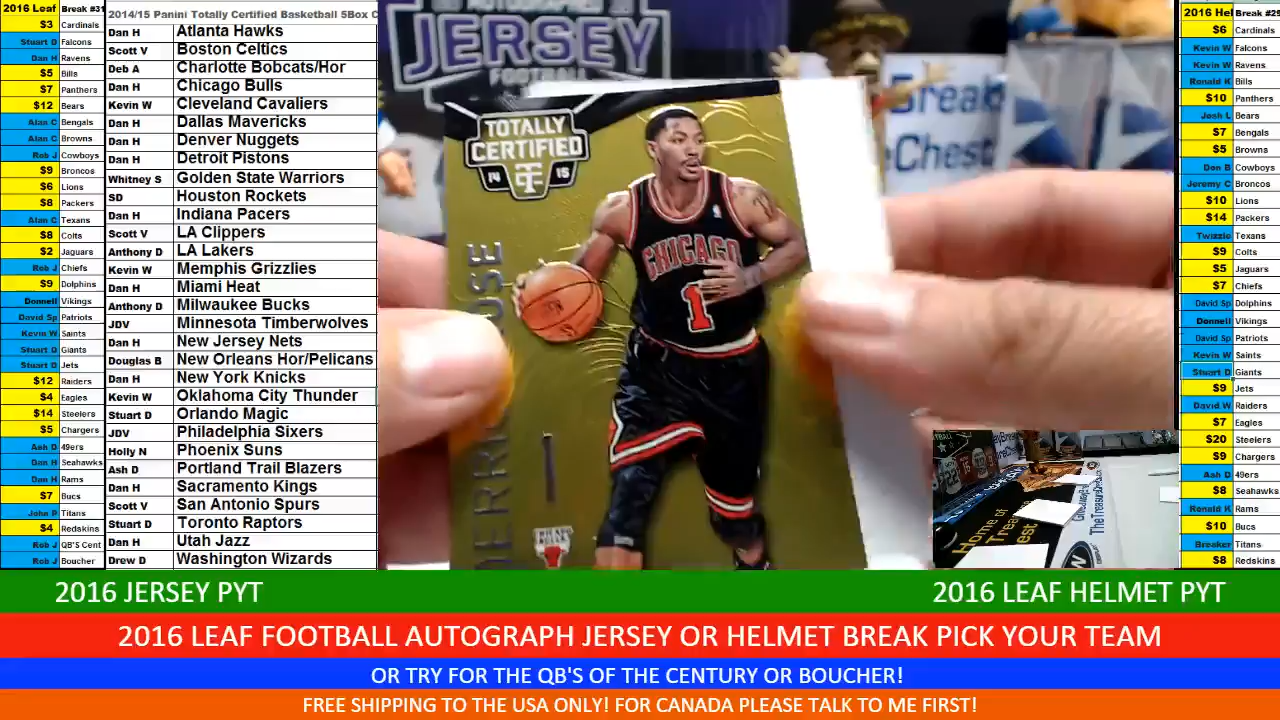 2016 Leaf Break #31
$3 Cardinals
Stuart D Falcons
Dan H Ravens
$5 Bills
$7 Panthers
$12 Bears
Alan C Bengals
Alan C Browns
Rob J Cowboys
$9 Broncos
$6 Lions
$8 Packers
Alan C Texans
$8 Colts
$2 Jaguars
Rob J Chiefs
$9 Dolphins
Donnell Vikings
David Sp Patriots
Kevin W Saints
Stuart D Giants
Stuart D Jets
$12 Raiders
$4 Eagles
$14 Steelers
$5 Chargers
Ash D 49ers
Dan H Seahawks
Dan H Rams
$7 Bucs
John P Titans
$4 Redskins
Rob J QB'S Cent
Rob J Boucher
2014/15 Panini Totally Certified Basketball 5Box C
Dan H Atlanta Hawks
Scott V Boston Celtics
Deb A Charlotte Bobcats/Hor
Dan H Chicago Bulls
Kevin W Cleveland Cavaliers
Dan H Dallas Mavericks
Dan H Denver Nuggets
Dan H Detroit Pistons
Whitney S Golden State Warriors
SD Houston Rockets
Dan H Indiana Pacers
Scott V LA Clippers
Anthony D LA Lakers
Kevin W Memphis Grizzlies
Dan H Miami Heat
Anthony D Milwaukee Bucks
JDV Minnesota Timberwolves
Dan H New Jersey Nets
Douglas B New Orleans Hor/Pelicans
Dan H New York Knicks
Kevin W Oklahoma City Thunder
Stuart D Orlando Magic
JDV Philadelphia Sixers
Holly N Phoenix Suns
Ash D Portland Trail Blazers
Dan H Sacramento Kings
Scott V San Antonio Spurs
Stuart D Toronto Raptors
Dan H Utah Jazz
Drew D Washington Wizards
AUTOGRAPHED
JERSEY
FOOTBALL
TOTALLY
CERTIFIED
14 TC 15
CHICAGO
1
Break
eChest
Home of
2016 Hel Break #29
$6 Cardinals
Kevin W Falcons
Kevin W Ravens
Ronald K Bills
$10 Panthers
Josh L Bears
$7 Bengals
$5 Browns
Don B Cowboys
Jeremy C Broncos
$10 Lions
$14 Packers
Twizzle Texans
$9 Colts
$5 Jaguars
$7 Chiefs
David Sp Dolphins
Donnell Vikings
David Sp Patriots
Kevin W Saints
Stuart D Giants
$9 Jets
David W Raiders
$7 Eagles
$20 Steelers
$9 Chargers
Ash D 49ers
$8 Seahawks
Ronald K Rams
$10 Bucs
Breaker Titans
$8 Redskins
2016 JERSEY PYT
2016 LEAF HELMET PYT
2016 LEAF FOOTBALL AUTOGRAPH JERSEY OR HELMET BREAK PICK YOUR TEAM
OR TRY FOR THE QB'S OF THE CENTURY OR BOUCHER!
FREE SHIPPING TO THE USA ONLY! FOR CANADA PLEASE TALK TO ME FIRST!